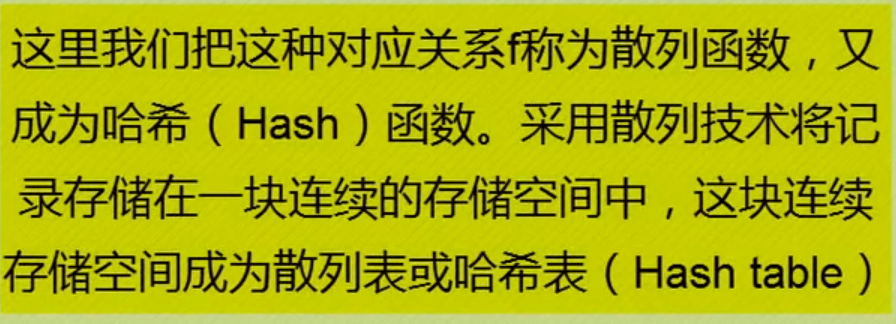 这里我们把这种对应关系f称为散列函数，又
成为哈希（Hash）函数。采用散列技术将记
录存储在一块连续的存储空间中，这块连续
存储空间成为散列表或哈希表（Hash table）